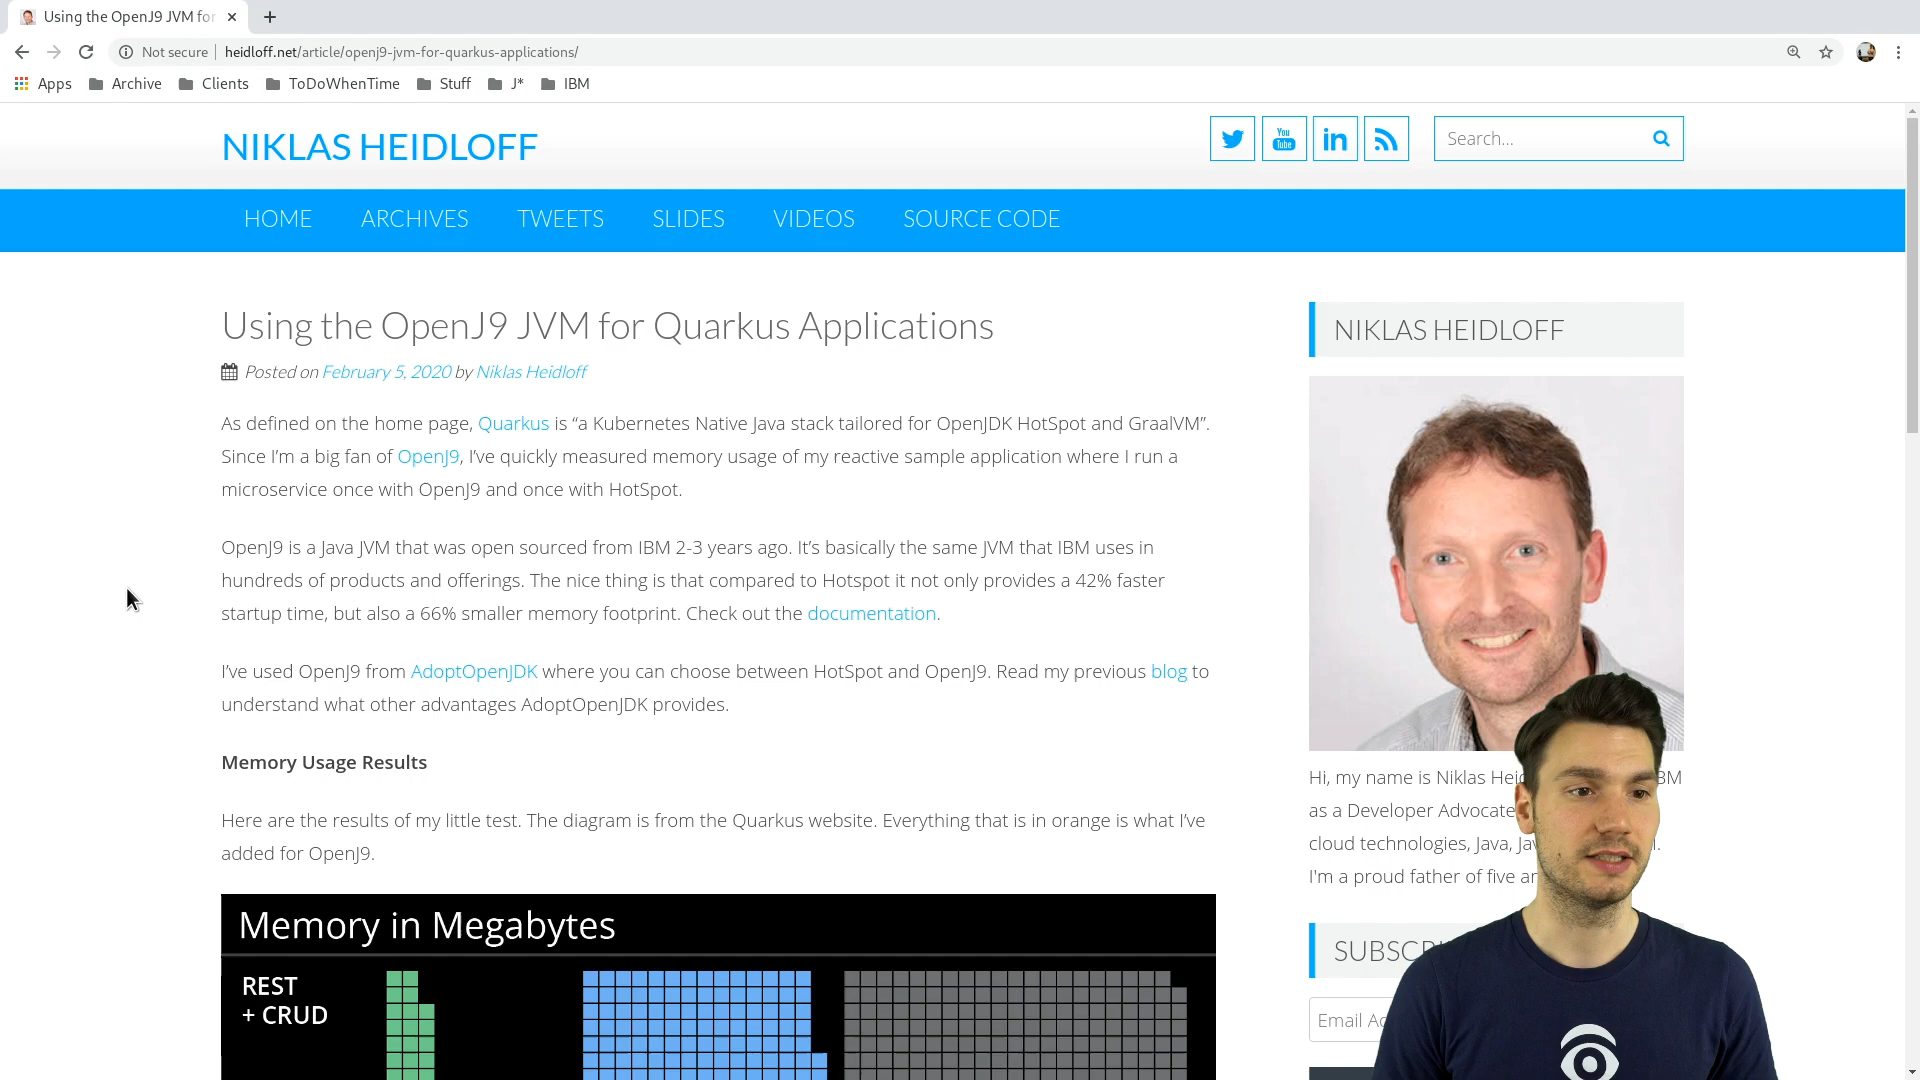 Using the OpenJ9 JVM for
Not secure heidloff.net/article/openj9-jvm-for-quarkus-applications/
Apps Archive Clients ToDoWhenTime Stuff J* IBM
NIKLAS HEIDLOFF
You Tube
in
Search...
HOME ARCHIVES TWEETS SLIDES VIDEOS SOURCE CODE
Using the OpenJ9 JVM for Quarkus Applications
Posted on February 5, 2020 by Niklas Heidloff
As defined on the home page, Quarkus is “a Kubernetes Native Java stack tailored for OpenJDK HotSpot and GraalVM”.
Since I’m a big fan of OpenJ9, I’ve quickly measured memory usage of my reactive sample application where I run a
microservice once with OpenJ9 and once with HotSpot.
OpenJ9 is a Java JVM that was open sourced from IBM 2-3 years ago. It’s basically the same JVM that IBM uses in
hundreds of products and offerings. The nice thing is that compared to Hotspot it not only provides a 42% faster
startup time, but also a 66% smaller memory footprint. Check out the documentation.
I’ve used OpenJ9 from AdoptOpenJDK where you can choose between HotSpot and OpenJ9. Read my previous blog to
understand what other advantages AdoptOpenJDK provides.
Memory Usage Results
Here are the results of my little test. The diagram is from the Quarkus website. Everything that is in orange is what I’ve
added for OpenJ9.
Memory in Megabytes
REST
+ CRUD
NIKLAS HEIDLOFF
Hi, my name is Niklas
as a Developer Advocate
cloud technologies, Java,
I'm a proud father of five
Email